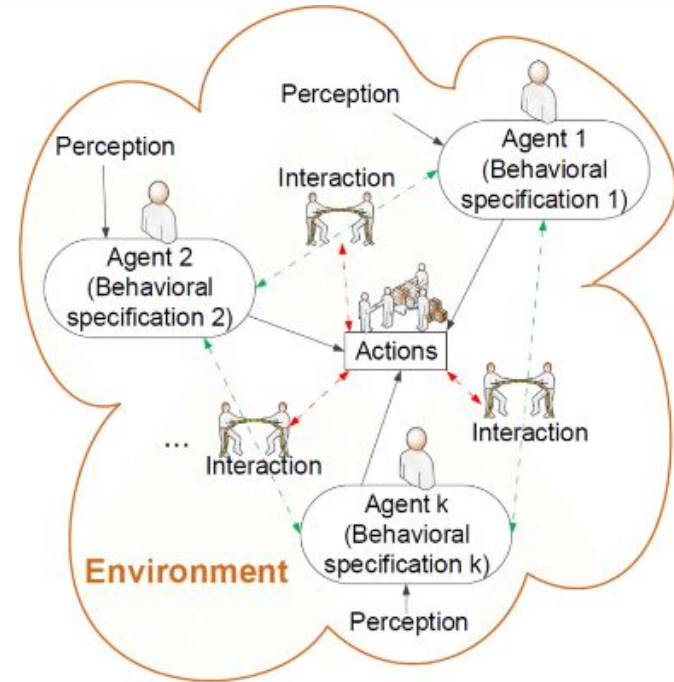 Perception
Agent 1
(Behavioral
specification 1)
Perception
Interaction
Agent 2
(Behavioral
specification 2)
Actions
...
Interaction
Interaction
Agent k
(Behavioral
specification k)
Environment
Perception